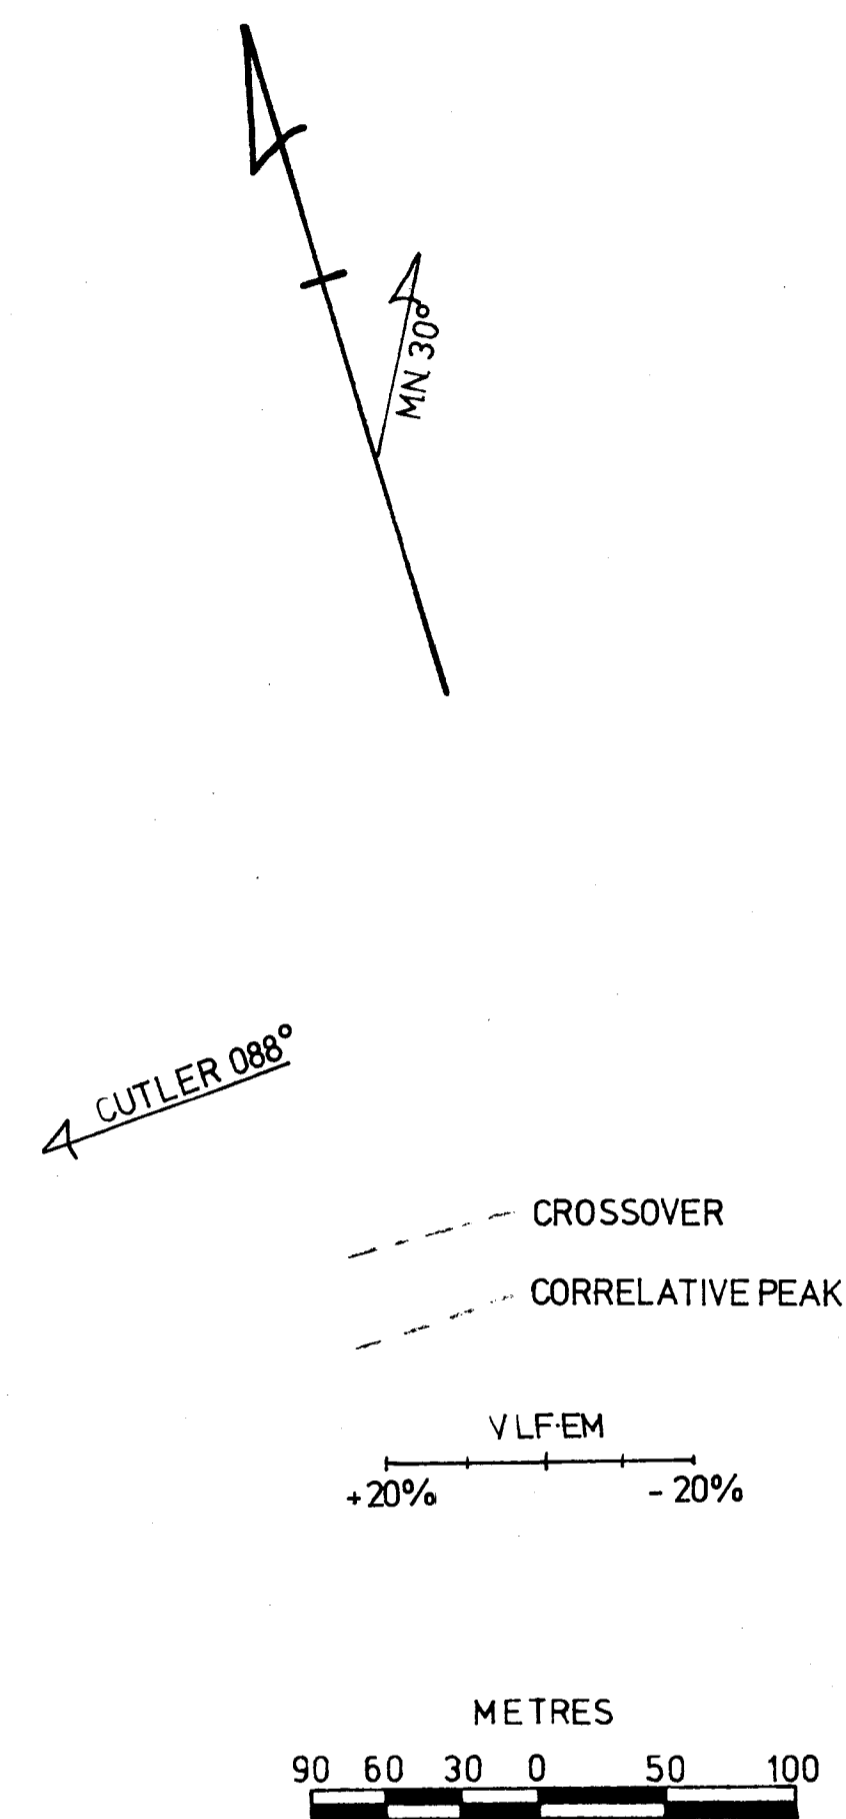 MN 30°
CUTLER 088°
CROSSOVER
CORRELATIVE PEAK
VLF·EM
+20% - 20%
METRES
90 60 30 0 50 100